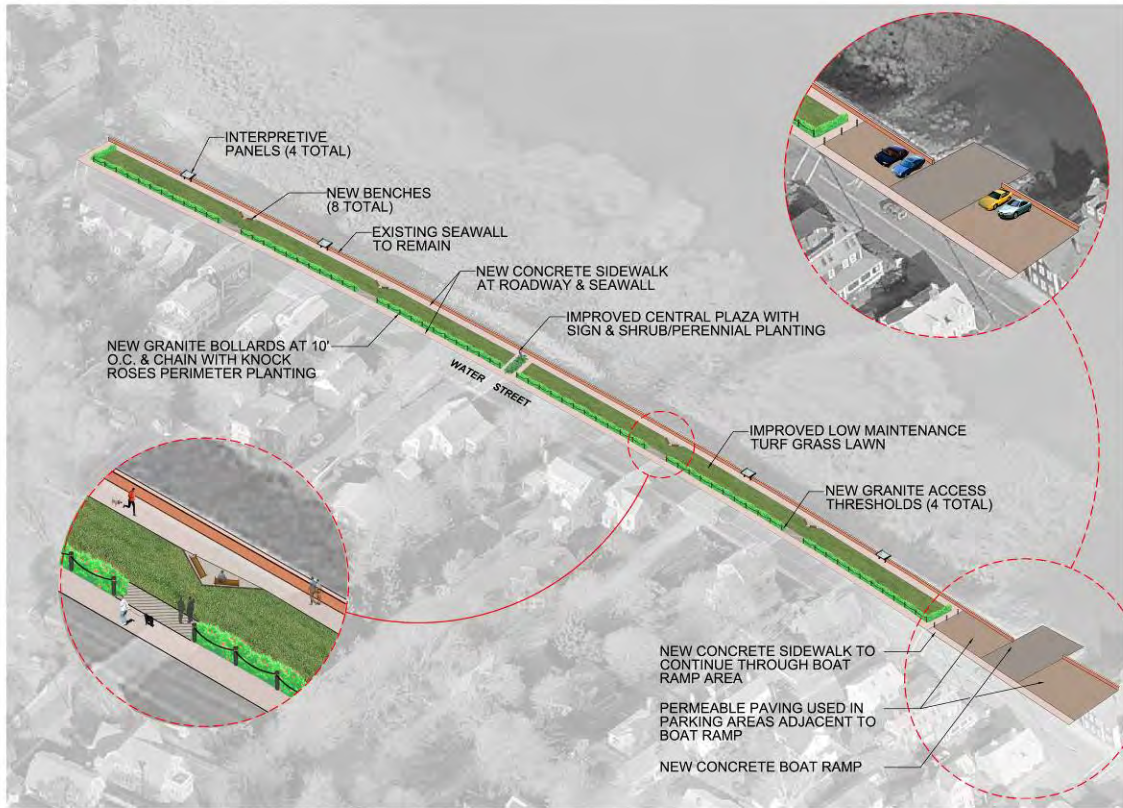 INTERPRETIVE
PANELS (4 TOTAL)
NEW BENCHES
(8 TOTAL)
EXISTING SEAWALL
TO REMAIN
NEW CONCRETE SIDEWALK
AT ROADWAY & SEAWALL
IMPROVED CENTRAL PLAZA WITH
SIGN & SHRUB/PERENNIAL PLANTING
NEW GRANITE BOLLARDS AT 10'
O.C. & CHAIN WITH KNOCK
ROSES PERIMETER PLANTING
WATER STREET
IMPROVED LOW MAINTENANCE
TURF GRASS LAWN
NEW GRANITE ACCESS
THRESHOLDS (4 TOTAL)
NEW CONCRETE SIDEWALK TO
CONTINUE THROUGH BOAT
RAMP AREA
PERMEABLE PAVING USED IN
PARKING AREAS ADJACENT TO
BOAT RAMP
NEW CONCRETE BOAT RAMP